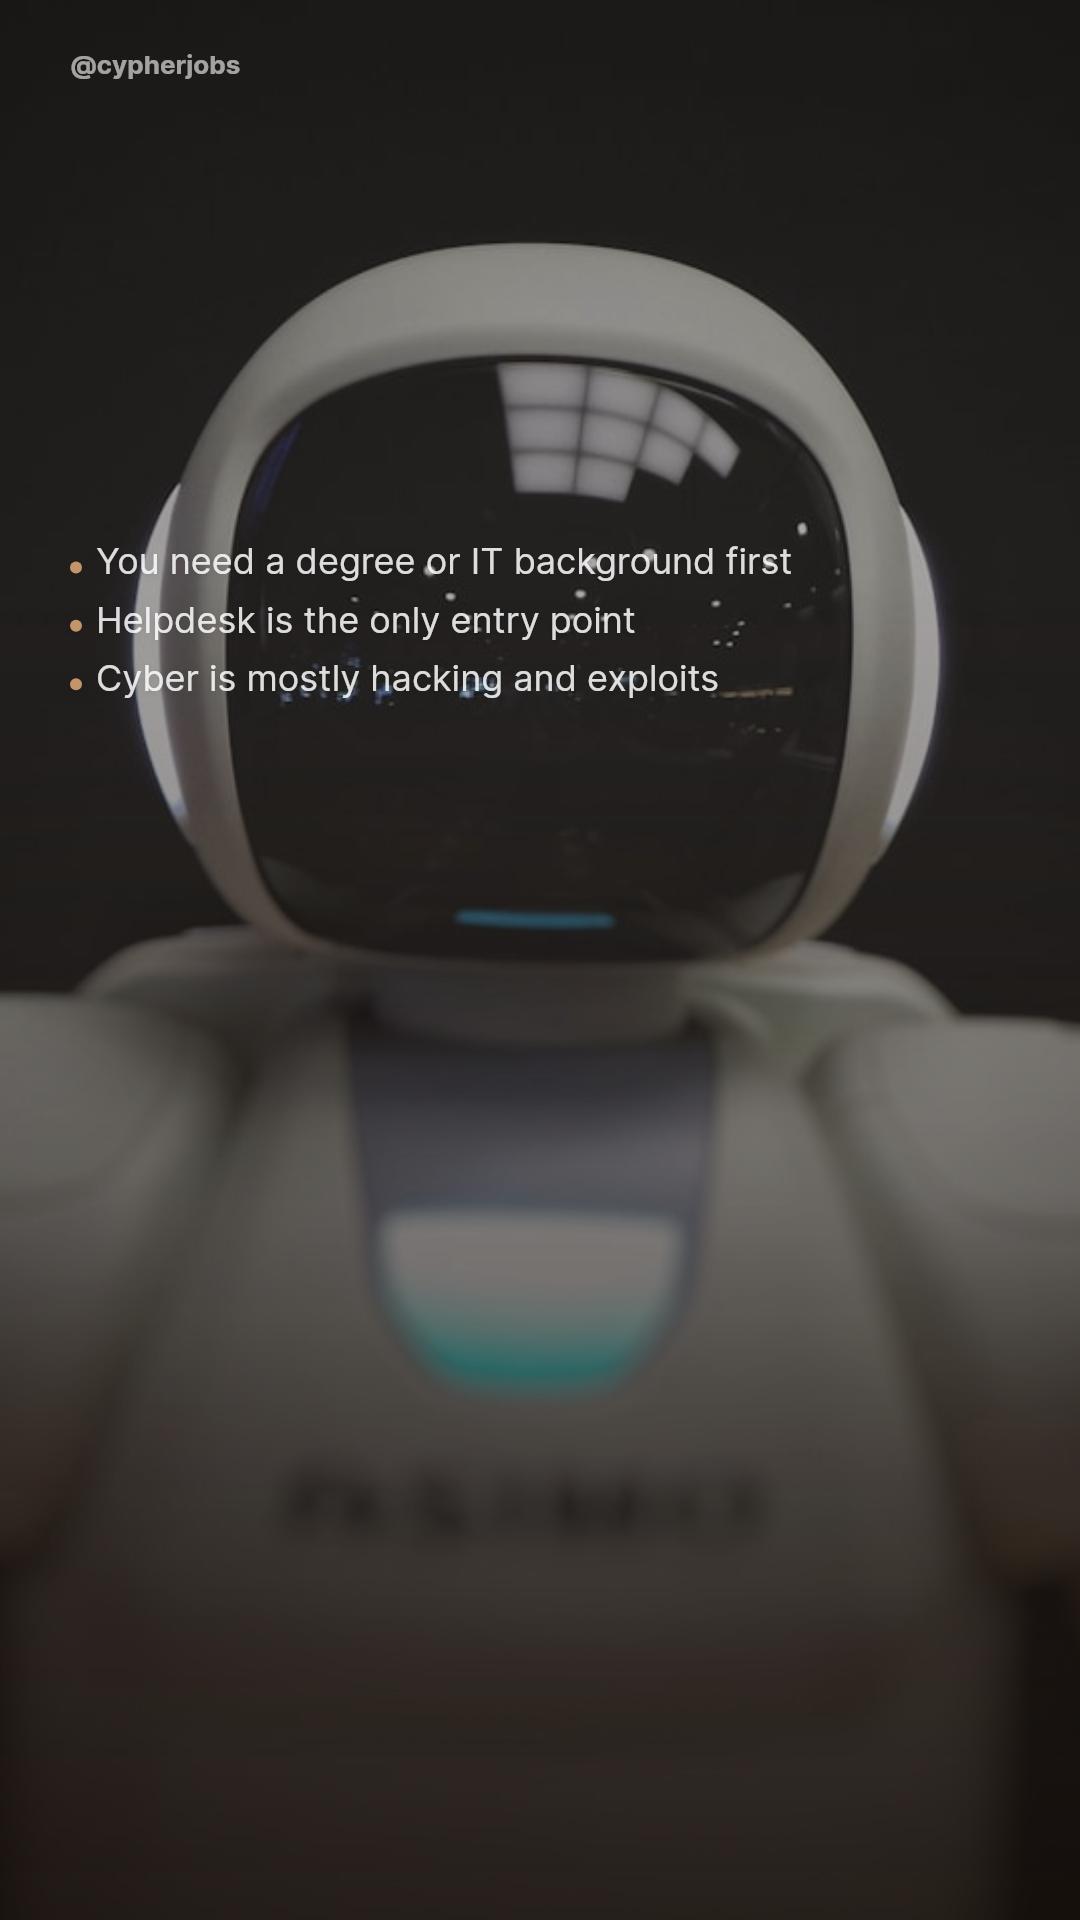 @cypherjobs
You need a degree or IT background first
Helpdesk is the only entry point
Cyber is mostly hacking and exploits